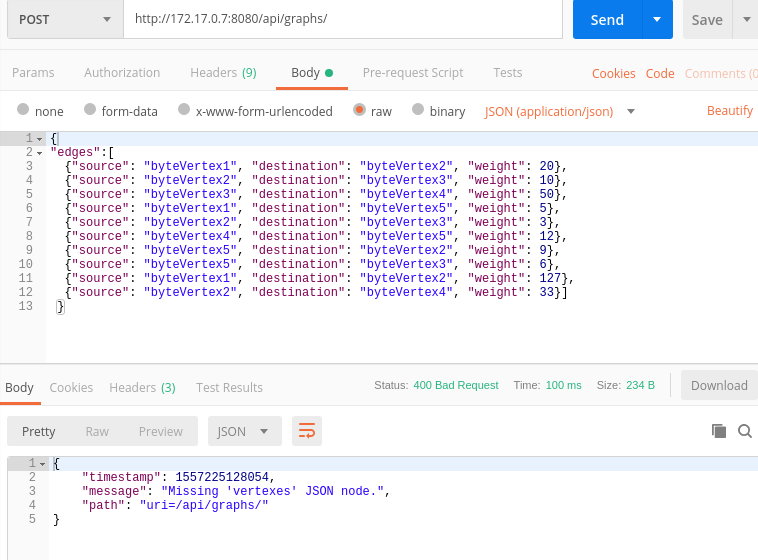 POST http://172.17.0.7:8080/api/graphs/ Send Save
Params Authorization Headers (9) Body Pre-request Script Tests Cookies Code Comments (0
none form-data x-www-form-urlencoded raw binary JSON (application/json) Beautify
1 {
2 "edges":[
3 {"source": "byteVertex1", "destination": "byteVertex2", "weight": 20},
4 {"source": "byteVertex2", "destination": "byteVertex3", "weight": 10},
5 {"source": "byteVertex3", "destination": "byteVertex4", "weight": 50},
6 {"source": "byteVertex1", "destination": "byteVertex5", "weight": 5},
7 {"source": "byteVertex2", "destination": "byteVertex3", "weight": 3},
8 {"source": "byteVertex4", "destination": "byteVertex5", "weight": 12},
9 {"source": "byteVertex5", "destination": "byteVertex2", "weight": 9},
10 {"source": "byteVertex5", "destination": "byteVertex3", "weight": 6},
11 {"source": "byteVertex1", "destination": "byteVertex2", "weight": 127},
12 {"source": "byteVertex2", "destination": "byteVertex4", "weight": 33}]
13 }
Body Cookies Headers (3) Test Results Status: 400 Bad Request Time: 100 ms Size: 234 B Download
Pretty Raw Preview JSON
1 {
2 "timestamp": 1557225128054,
3 "message": "Missing 'vertexes' JSON node.",
4 "path": "uri=/api/graphs/"
5 }